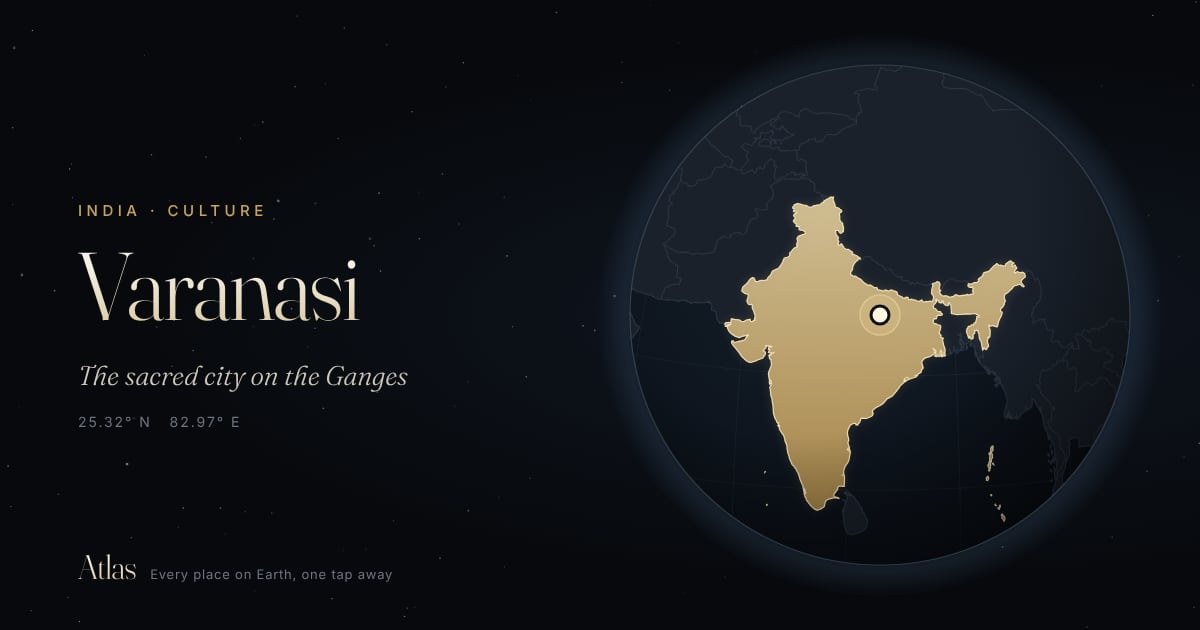 INDIA · CULTURE
Varanasi
The sacred city on the Ganges
25.32° N 82.97° E
Atlas Every place on Earth, one tap away